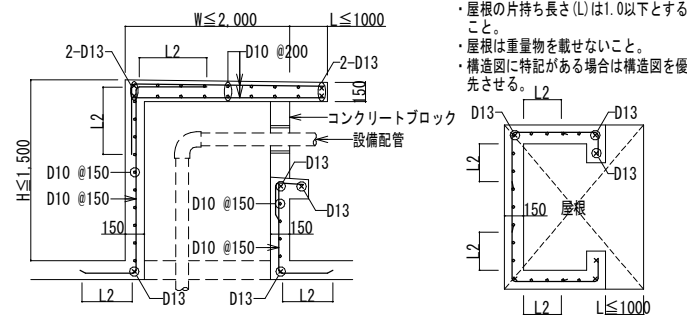 ・屋根の片持ち長さ(L)は1.0以下とする
こと。
・屋根は重量物を載せないこと。
・構造図に特記がある場合は構造図を優
先させる。
W≦2,000
L≦1000
2-D13
L2
D10 @200
2-D13
150
L2
H≦1,500
コンクリートブロック
設備配管
D13
D10 @150
D10 @150
D10 @150
D13
150
150
D10 @150
L2
D13
D13
L2
L2
D13
D13
L2
D13
150
屋根
L2
L2
L≦1000